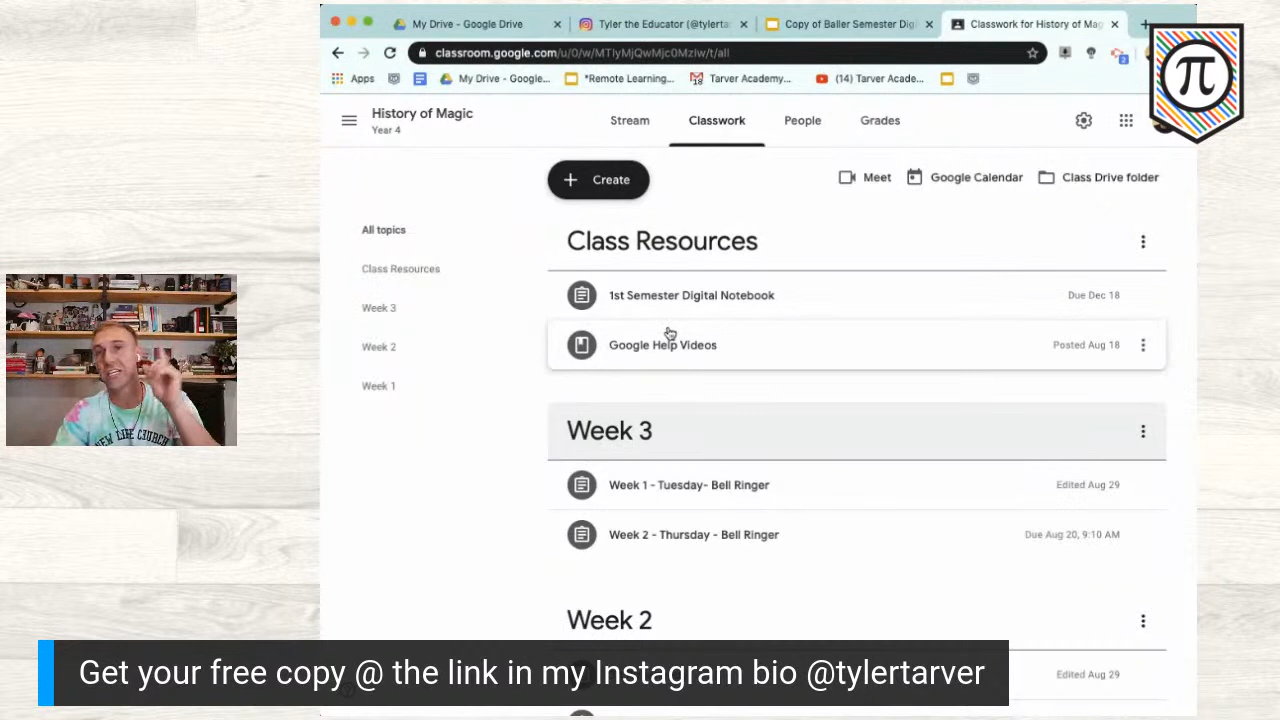 My Drive - Google Drive
Tyler the Educator (@tylerta
Copy of Baller Semester Digi
Classwork for History of Mag
classroom.google.com/u/0/w/MTIyMjQwMjc0Mziw/t/all
Apps
My Drive - Google...
*Remote Learning...
Tarver Academy...
(14) Tarver Acade...
π
History of Magic
Year 4
Stream
Classwork
People
Grades
Create
Meet
Google Calendar
Class Drive folder
All topics
Class Resources
Week 3
Week 2
Week 1
Class Resources
1st Semester Digital Notebook
Due Dec 18
Google Help Videos
Posted Aug 18
Week 3
Week 1 - Tuesday- Bell Ringer
Edited Aug 29
Week 2 - Thursday - Bell Ringer
Due Aug 20, 9:10 AM
Week 2
Edited Aug 29
NEW LIFE CHURCH
Get your free copy @ the link in my Instagram bio @tylertarver